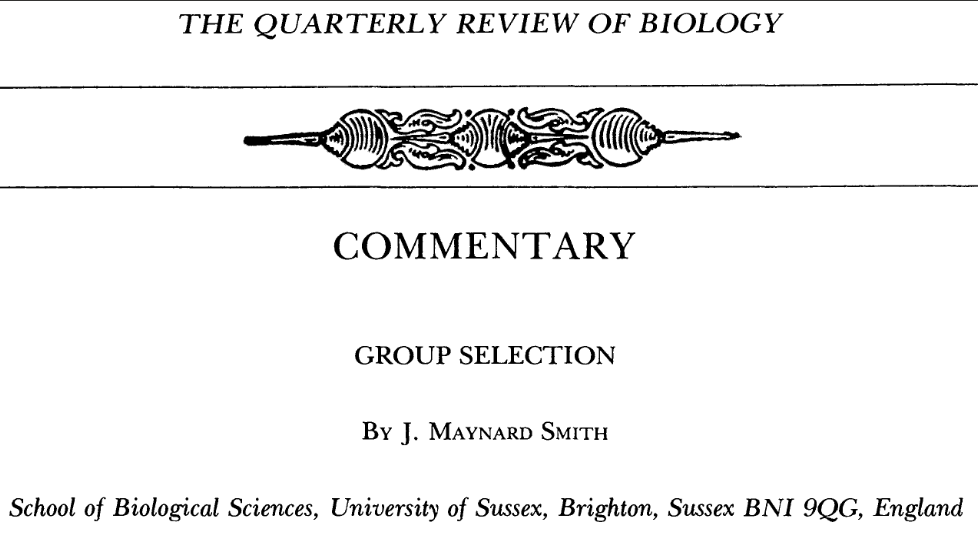 THE QUARTERLY REVIEW OF BIOLOGY
COMMENTARY
GROUP SELECTION
By J. Maynard Smith
School of Biological Sciences, University of Sussex, Brighton, Sussex BNI 9QG, England